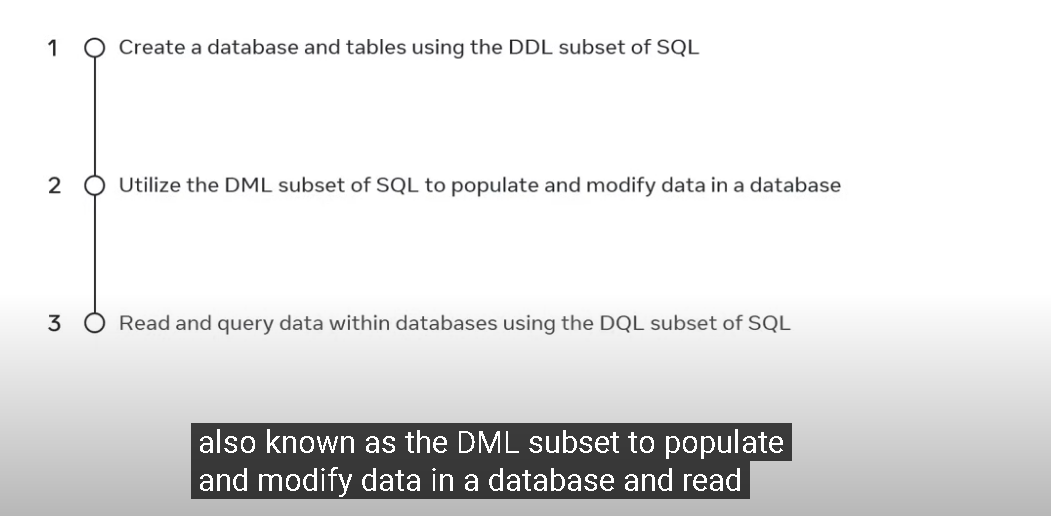 1 Create a database and tables using the DDL subset of SQL
2 Utilize the DML subset of SQL to populate and modify data in a database
3 Read and query data within databases using the DQL subset of SQL
also known as the DML subset to populate
and modify data in a database and read